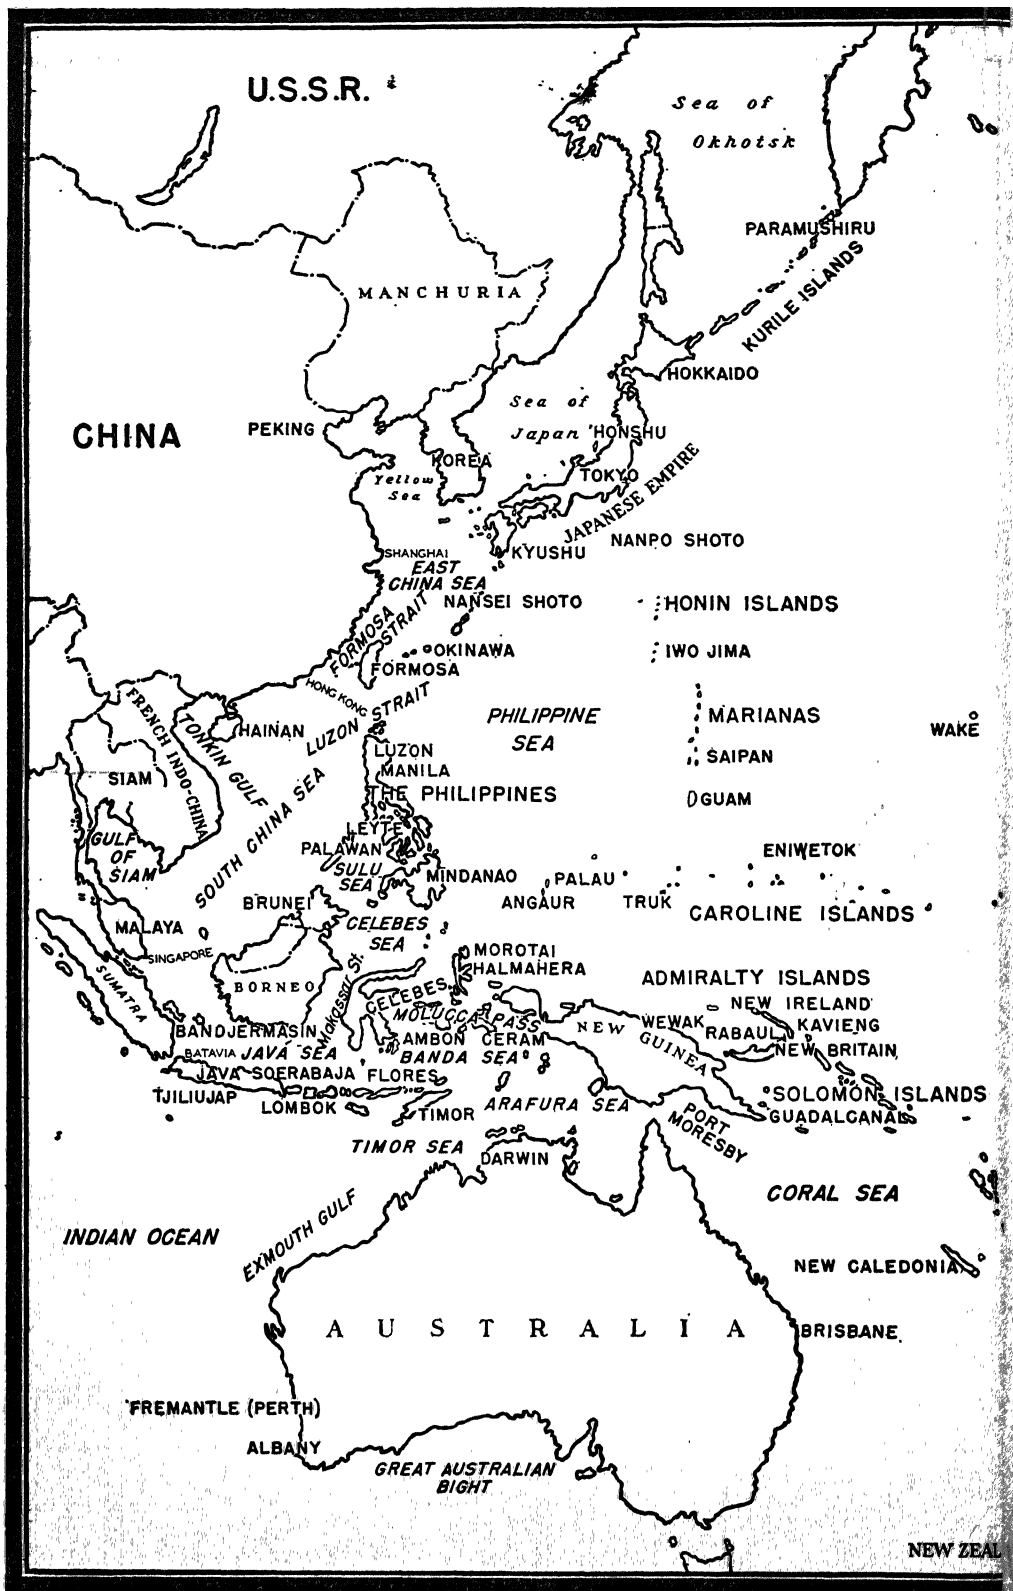 U.S.S.R.
Sea of
Okhotsk
PARAMUSHIRU
KURILE ISLANDS
MANCHURIA
HOKKAIDO
Sea of
Japan
HONSHU
CHINA
PEKING
KOREA
TOKYO
Yellow
Sea
JAPANESE EMPIRE
NANPO SHOTO
SHANGHAI
KYUSHU
EAST
CHINA SEA
NANSEI SHOTO
HONIN ISLANDS
FORMOSA
STRAIT
OKINAWA
IWO JIMA
FORMOSA
HONG KONG
LUZON STRAIT
PHILIPPINE
SEA
MARIANAS
WAKE
FRENCH INDO-CHINA
TONKIN GULF
HAINAN
LUZON
SAIPAN
SIAM
MANILA
SOUTH CHINA SEA
THE PHILIPPINES
GUAM
GULF
OF
SIAM
LEYTE
PALAWAN
SULU
SEA
MINDANAO
PALAU
ENIWETOK
BRUNEI
ANGAUR
TRUK
CAROLINE ISLANDS
MALAYA
CELEBES
SEA
SINGAPORE
MOROTAI
HALMAHERA
ADMIRALTY ISLANDS
SUMATRA
BORNEO
Makassar St.
CELEBES
MOLUCCA PASS
NEW GUINEA
WEWAK
NEW IRELAND
RABAUL
KAVIENG
BANDJERMASIN
AMBON CERAM
BATAVIA
JAVA SEA
BANDA SEA
NEW BRITAIN
JAVA SOERABAJA
FLORES
TJILIUJAP
LOMBOK
TIMOR
ARAFURA SEA
SOLOMON ISLANDS
GUADALCANAL
PORT
MORESBY
TIMOR SEA
DARWIN
EXMOUTH GULF
CORAL SEA
INDIAN OCEAN
NEW CALEDONIA
AUSTRALIA
BRISBANE
FREMANTLE (PERTH)
ALBANY
GREAT AUSTRALIAN
BIGHT
NEW ZEAL